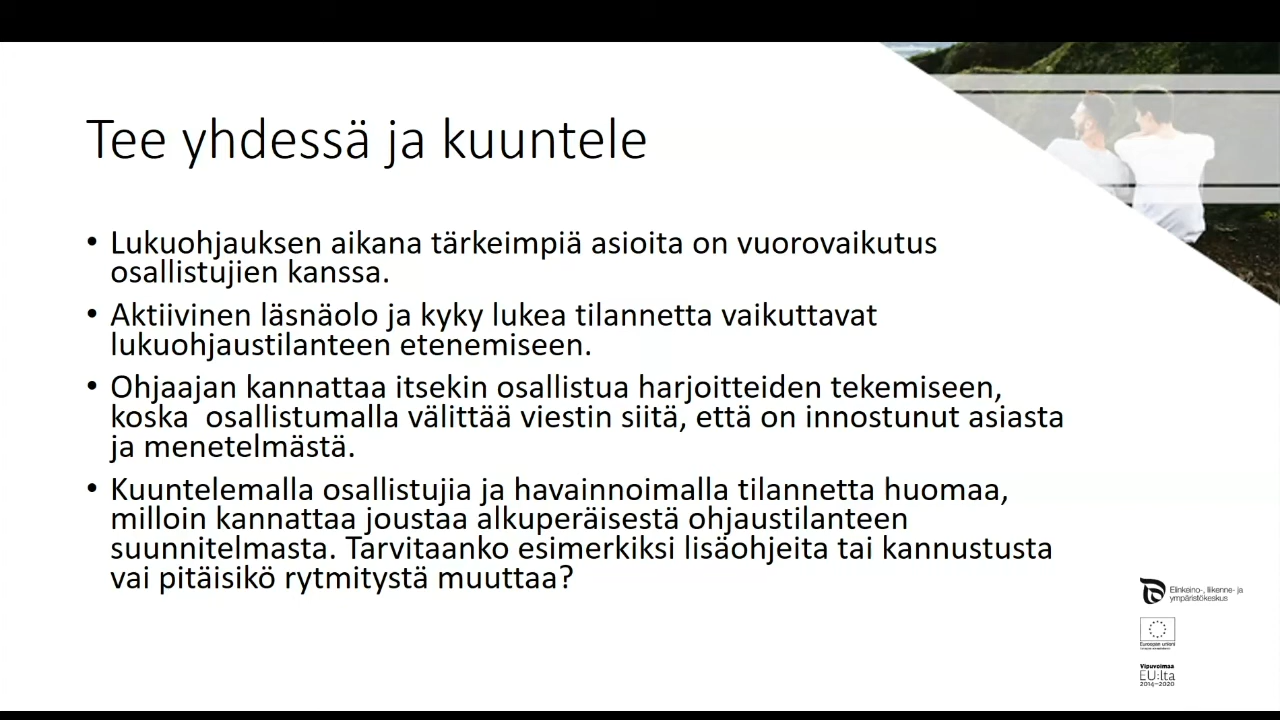 Tee yhdessä ja kuuntele
• Lukuohjauksen aikana tärkeimpiä asioita on vuorovaikutus
osallistujien kanssa.
• Aktiivinen läsnäolo ja kyky lukea tilannetta vaikuttavat
lukuohjaustilanteen etenemiseen.
• Ohjaajan kannattaa itsekin osallistua harjoitteiden tekemiseen,
koska  osallistumalla välittää viestin siitä, että on innostunut asiasta
ja menetelmästä.
• Kuuntelemalla osallistujia ja havainnoimalla tilannetta huomaa,
milloin kannattaa joustaa alkuperäisestä ohjaustilanteen
suunnitelmasta. Tarvitaanko esimerkiksi lisäohjeita tai kannustusta
vai pitäisikö rytmitystä muuttaa?
Elinkeino-, liikenne- ja
ympäristökeskus
Euroopan unioni
Vipuvoimaa
EU:lta
2014–2020